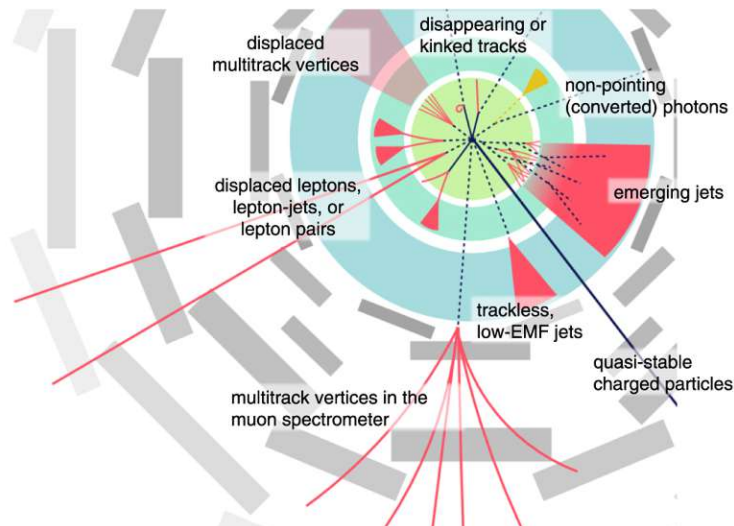 displaced
multitrack vertices
disappearing or
kinked tracks
non-pointing
(converted) photons
displaced leptons,
lepton-jets, or
lepton pairs
emerging jets
trackless,
low-EMF jets
quasi-stable
charged particles
multitrack vertices in the
muon spectrometer